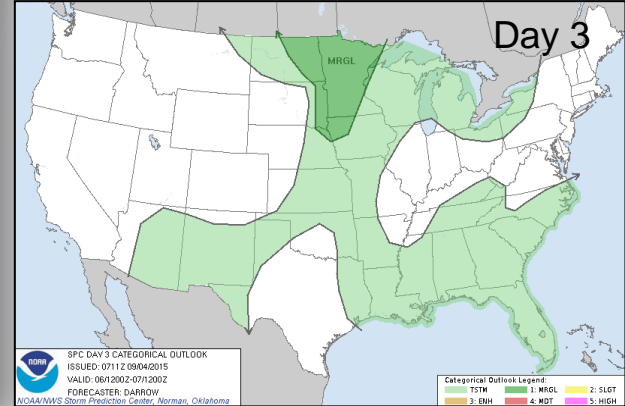 Day 3
MRGL
NOAA
SPC DAY 3 CATEGORICAL OUTLOOK
ISSUED: 0711Z 09/04/2015
VALID: 06/1200Z-07/1200Z
FORECASTER: DARROW
NOAA/NWS Storm Prediction Center, Norman, Oklahoma
Categorical Outlook Legend:
TSTM 1: MRGL 2: SLGT
3: ENH 4: MDT 5: HIGH